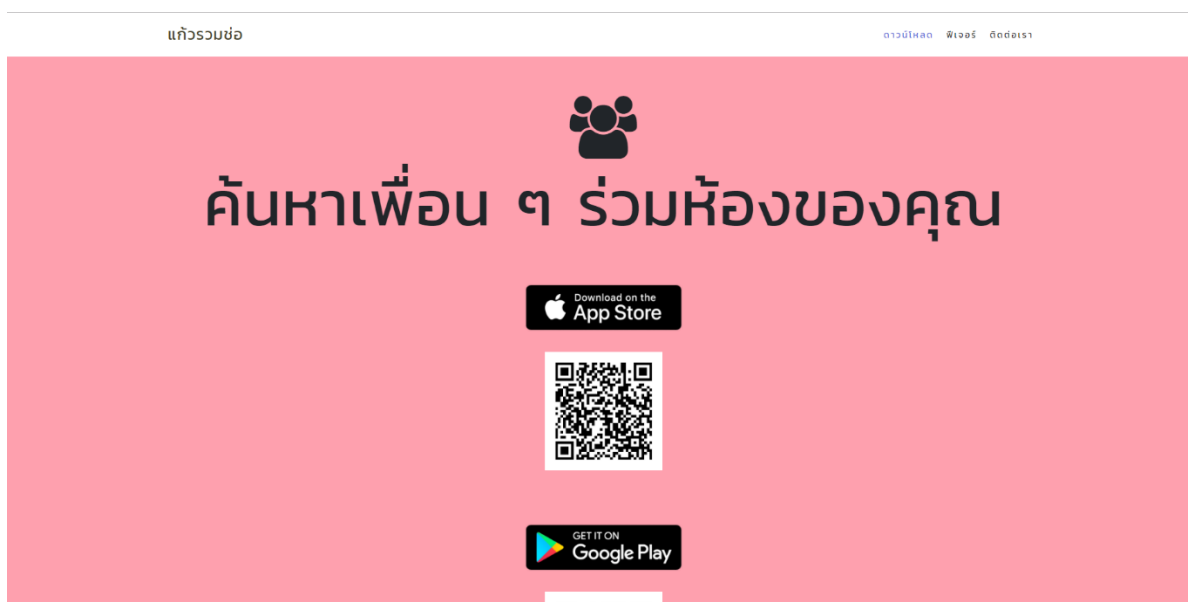 แก้วรวมช่อ
ดาวน์โหลด ฟีเจอร์ ติดต่อเรา
ค้นหาเพื่อน ๆ ร่วมห้องของคุณ
Download on the
App Store
GET IT ON
Google Play